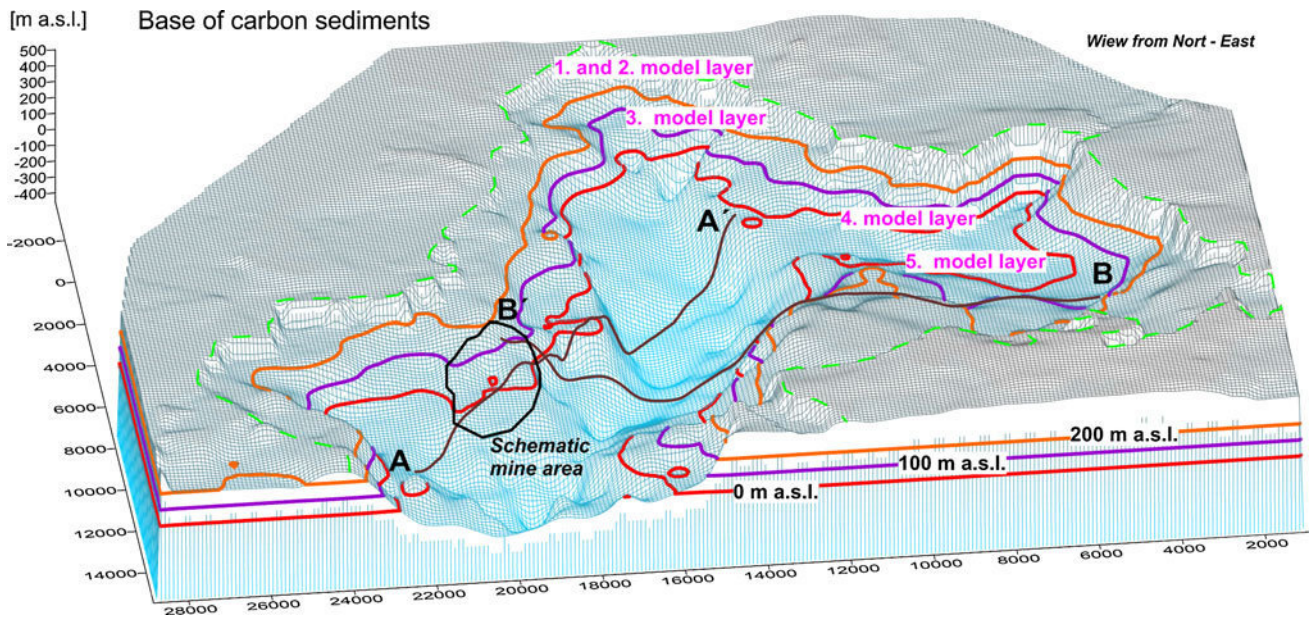 [m a.s.l.] Base of carbon sediments
Wiew from Nort - East
500
400
300
200
100
0
-100
-200
-300
-400
1. and 2. model layer
3. model layer
4. model layer
5. model layer
A´
B
B´
A
Schematic
mine area
200 m a.s.l.
100 m a.s.l.
0 m a.s.l.
-2000
0
2000
4000
6000
8000
10000
12000
14000
28000
26000
24000
22000
20000
18000
16000
14000
12000
10000
8000
6000
4000
2000